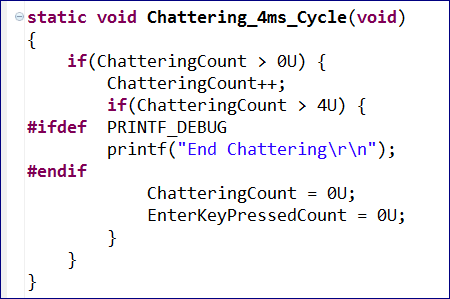 static void Chattering_4ms_Cycle(void)
{
    if(ChatteringCount > 0U) {
        ChatteringCount++;
        if(ChatteringCount > 4U) {
#ifdef  PRINTF_DEBUG
        printf("End Chattering\r\n");
#endif
            ChatteringCount = 0U;
            EnterKeyPressedCount = 0U;
        }
    }
}